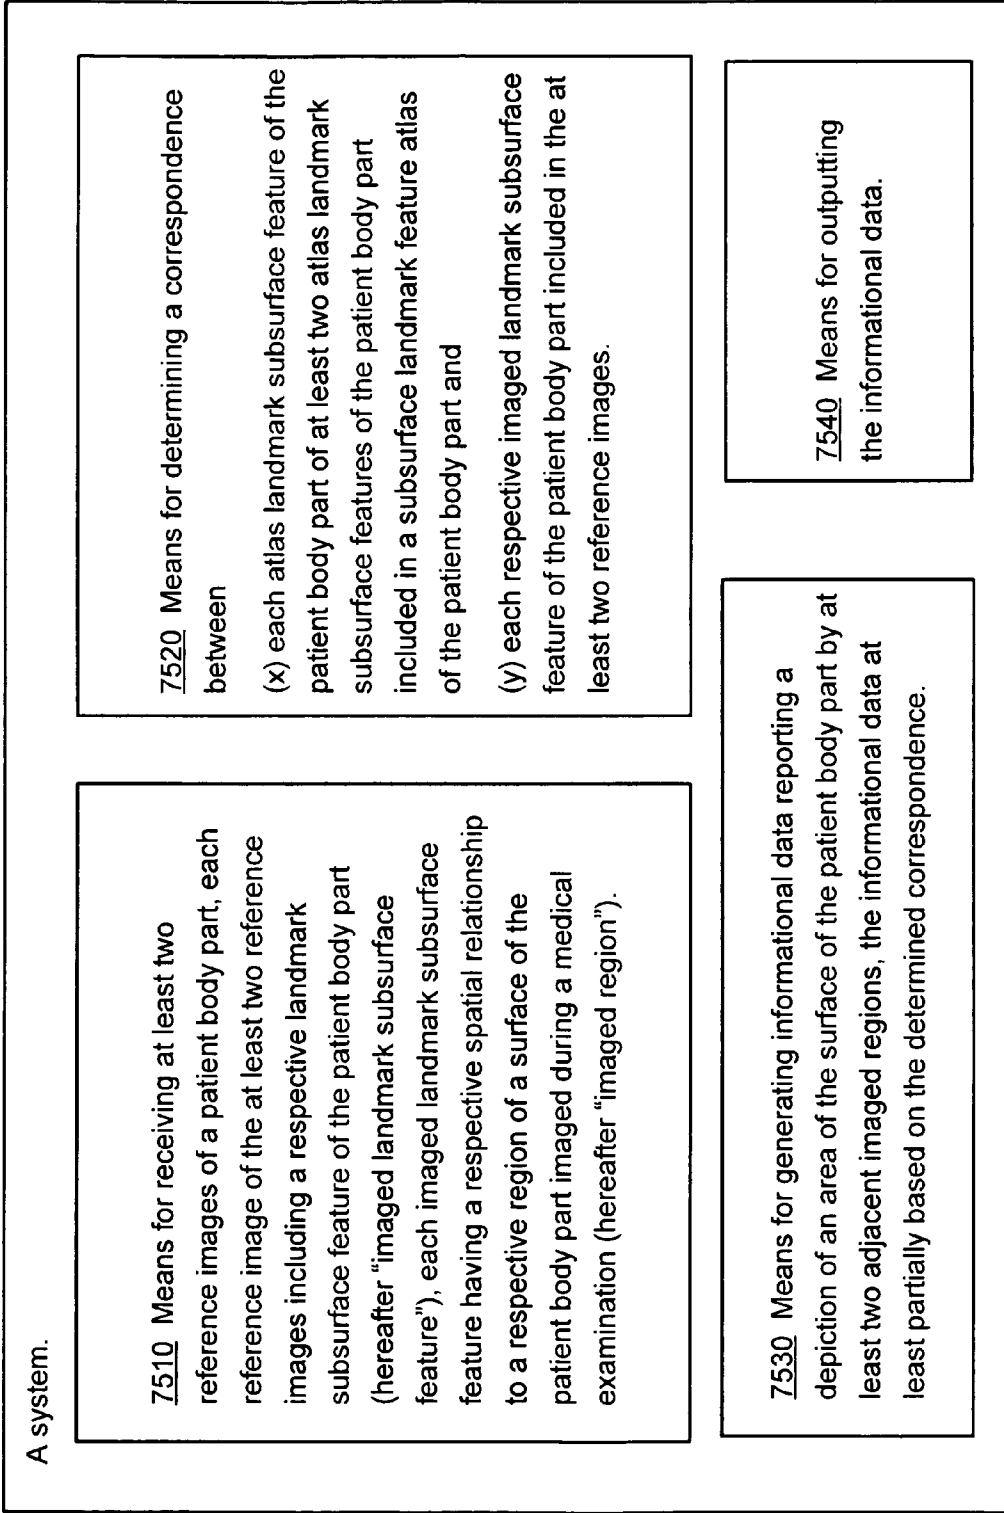 A system.
7510 Means for receiving at least two
reference images of a patient body part, each
reference image of the at least two reference
images including a respective landmark
subsurface feature of the patient body part
(hereafter “imaged landmark subsurface
feature”), each imaged landmark subsurface
feature having a respective spatial relationship
to a respective region of a surface of the
patient body part imaged during a medical
examination (hereafter “imaged region”).
7520 Means for determining a correspondence
between
(x) each atlas landmark subsurface feature of the
patient body part of at least two atlas landmark
subsurface features of the patient body part
included in a subsurface landmark feature atlas
of the patient body part and
(y) each respective imaged landmark subsurface
feature of the patient body part included in the at
least two reference images.
7530 Means for generating informational data reporting a
depiction of an area of the surface of the patient body part by at
least two adjacent imaged regions, the informational data at
least partially based on the determined correspondence.
7540 Means for outputting
the informational data.